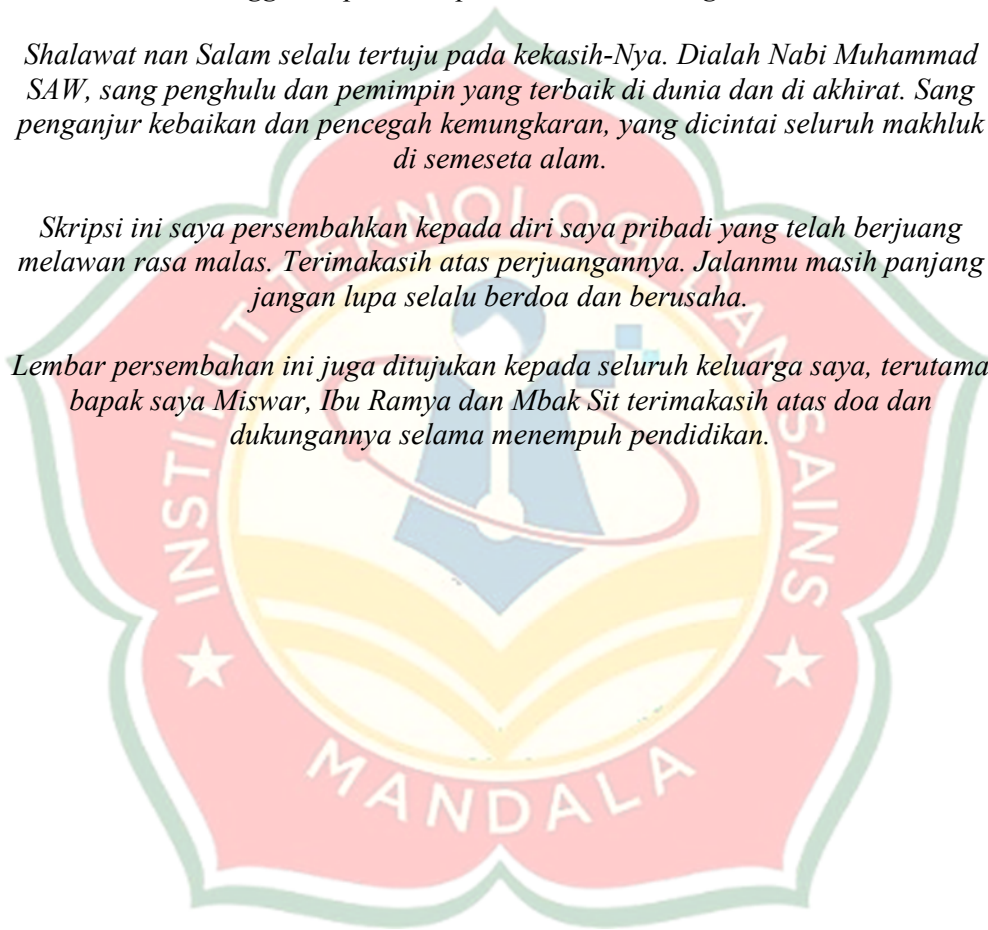 Shalawat nan Salam selalu tertuju pada kekasih-Nya. Dialah Nabi Muhammad
SAW, sang penghulu dan pemimpin yang terbaik di dunia dan di akhirat. Sang
penganjur kebaikan dan pencegah kemungkaran, yang dicintai seluruh makhluk
di semeseta alam.
Skripsi ini saya persembahkan kepada diri saya pribadi yang telah berjuang
melawan rasa malas. Terimakasih atas perjuangannya. Jalanmu masih panjang
jangan lupa selalu berdoa dan berusaha.
Lembar persembahan ini juga ditujukan kepada seluruh keluarga saya, terutama
bapak saya Miswar, Ibu Ramya dan Mbak Sit terimakasih atas doa dan
dukungannya selama menempuh pendidikan.
INSTITUT TEKNOLOGI DAN SAINS
MANDALA